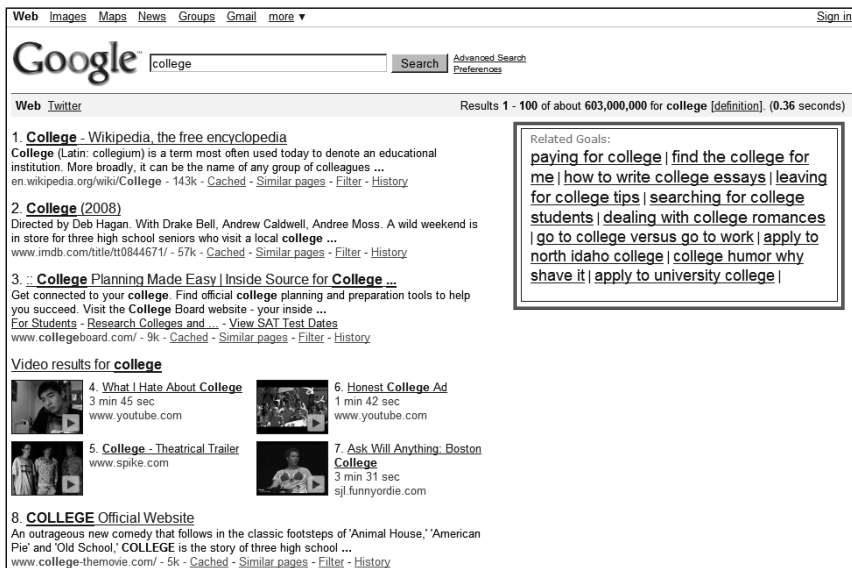 Web Images Maps News Groups Gmail more ▼ Sign in
Google™ college Search Advanced Search
Preferences
Web Twitter Results 1 - 100 of about 603,000,000 for college [definition]. (0.36 seconds)
1. College - Wikipedia, the free encyclopedia
College (Latin: collegium) is a term most often used today to denote an educational
institution. More broadly, it can be the name of any group of colleagues ...
en.wikipedia.org/wiki/College - 143k - Cached - Similar pages - Filter - History
2. College (2008)
Directed by Deb Hagan. With Drake Bell, Andrew Caldwell, Andree Moss. A wild weekend is
in store for three high school seniors who visit a local college ...
www.imdb.com/title/tt0844671/ - 57k - Cached - Similar pages - Filter - History
3. :: College Planning Made Easy | Inside Source for College ...
Get connected to your college. Find official college planning and preparation tools to help
you succeed. Visit the College Board website - your inside ...
For Students - Research Colleges and ... - View SAT Test Dates
www.collegeboard.com/ - 9k - Cached - Similar pages - Filter - History
Video results for college
4. What I Hate About College
3 min 45 sec
www.youtube.com
6. Honest College Ad
1 min 42 sec
www.youtube.com
5. College - Theatrical Trailer
www.spike.com
7. Ask Will Anything: Boston
College
3 min 31 sec
sjl.funnyordie.com
8. COLLEGE Official Website
An outrageous new comedy that follows in the classic footsteps of 'Animal House,' 'American
Pie' and 'Old School,' COLLEGE is the story of three high school ...
www.college-themovie.com/ - 5k - Cached - Similar pages - Filter - History
Related Goals:
paying for college | find the college for
me | how to write college essays | leaving
for college tips | searching for college
students | dealing with college romances
| go to college versus go to work | apply to
north idaho college | college humor why
shave it | apply to university college |